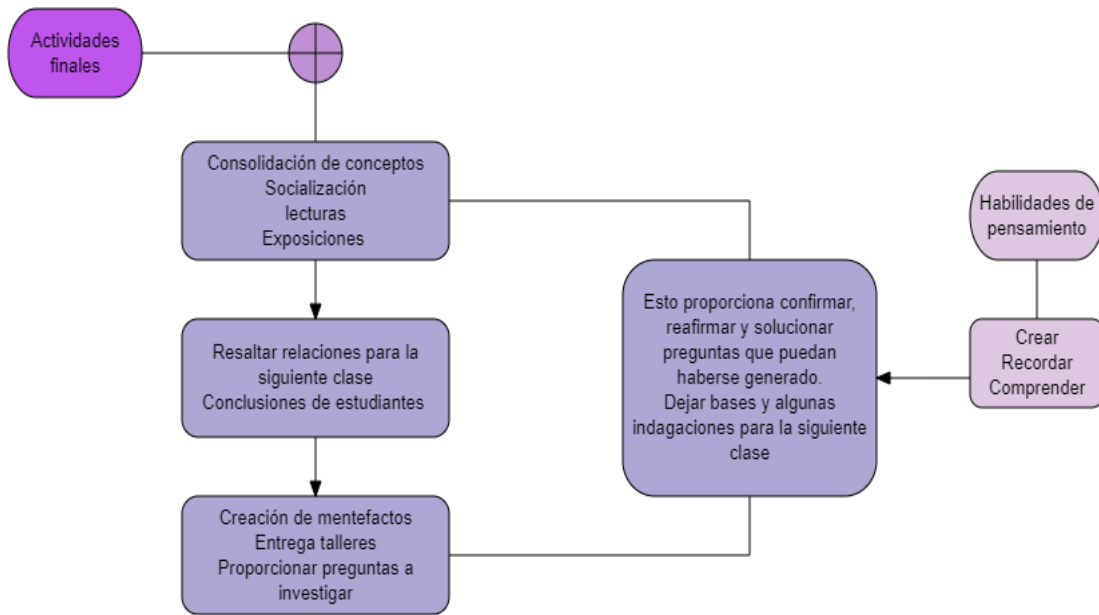 Actividades
finales
Consolidación de conceptos
Socialización
lecturas
Exposiciones
Resaltar relaciones para la
siguiente clase
Conclusiones de estudiantes
Creación de mentefactos
Entrega talleres
Proporcionar preguntas a
investigar
Esto proporciona confirmar,
reafirmar y solucionar
preguntas que puedan
haberse generado.
Dejar bases y algunas
indagaciones para la siguiente
clase
Habilidades de
pensamiento
Crear
Recordar
Comprender